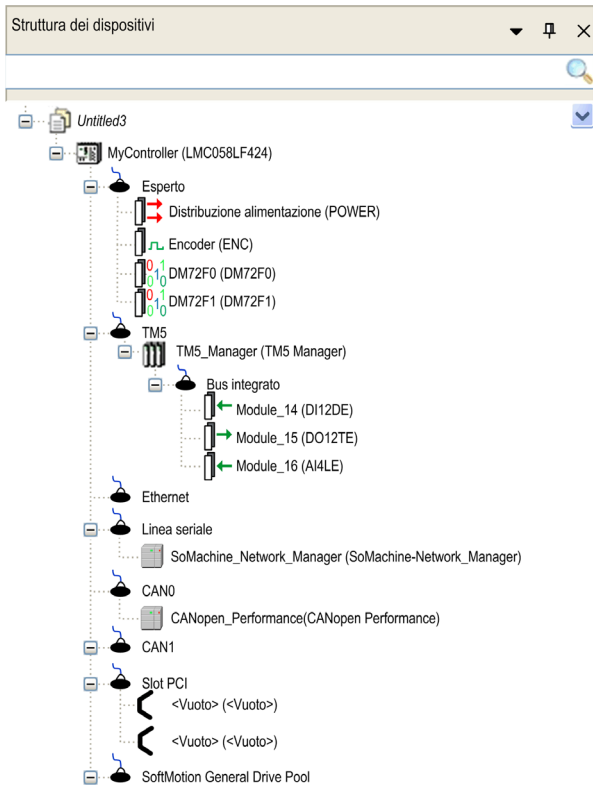 Struttura dei dispositivi
Untitled3
MyController (LMC058LF424)
Esperto
Distribuzione alimentazione (POWER)
Encoder (ENC)
DM72F0 (DM72F0)
DM72F1 (DM72F1)
TM5
TM5_Manager (TM5 Manager)
Bus integrato
Module_14 (DI12DE)
Module_15 (DO12TE)
Module_16 (AI4LE)
Ethernet
Linea seriale
SoMachine_Network_Manager (SoMachine-Network_Manager)
CAN0
CANopen_Performance(CANopen Performance)
CAN1
Slot PCI
<Vuoto> (<Vuoto>)
<Vuoto> (<Vuoto>)
SoftMotion General Drive Pool